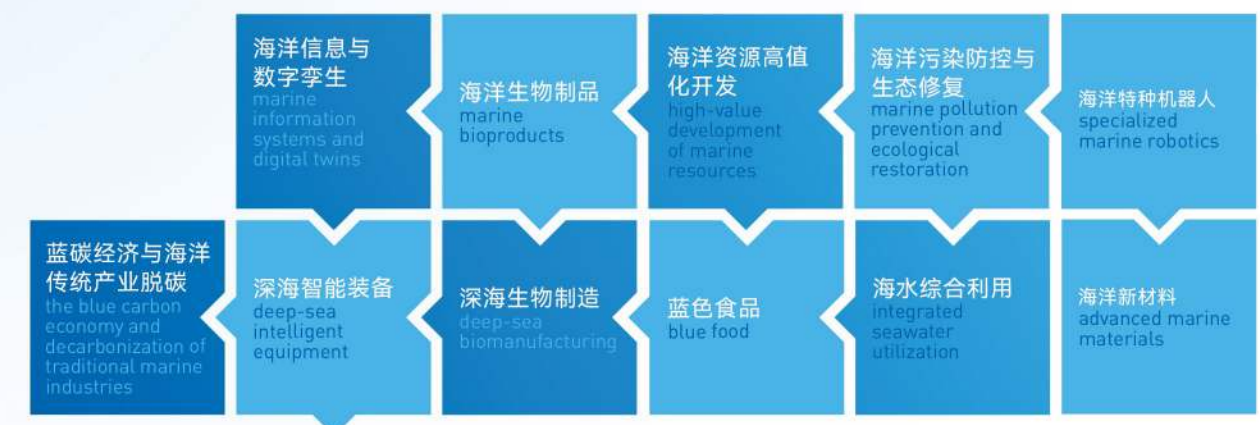 海洋信息与
数字孪生
marine
information
systems and
digital twins
海洋生物制品
marine
bioproducts
海洋资源高值
化开发
high-value
development
of marine
resources
海洋污染防控与
生态修复
marine pollution
prevention and
ecological
restoration
海洋特种机器人
specialized
marine robotics
蓝碳经济与海洋
传统产业脱碳
the blue carbon
economy and
decarbonization of
traditional marine
industries
深海智能装备
deep-sea
intelligent
equipment
深海生物制造
deep-sea
biomanufacturing
蓝色食品
blue food
海水综合利用
integrated
seawater
utilization
海洋新材料
advanced marine
materials